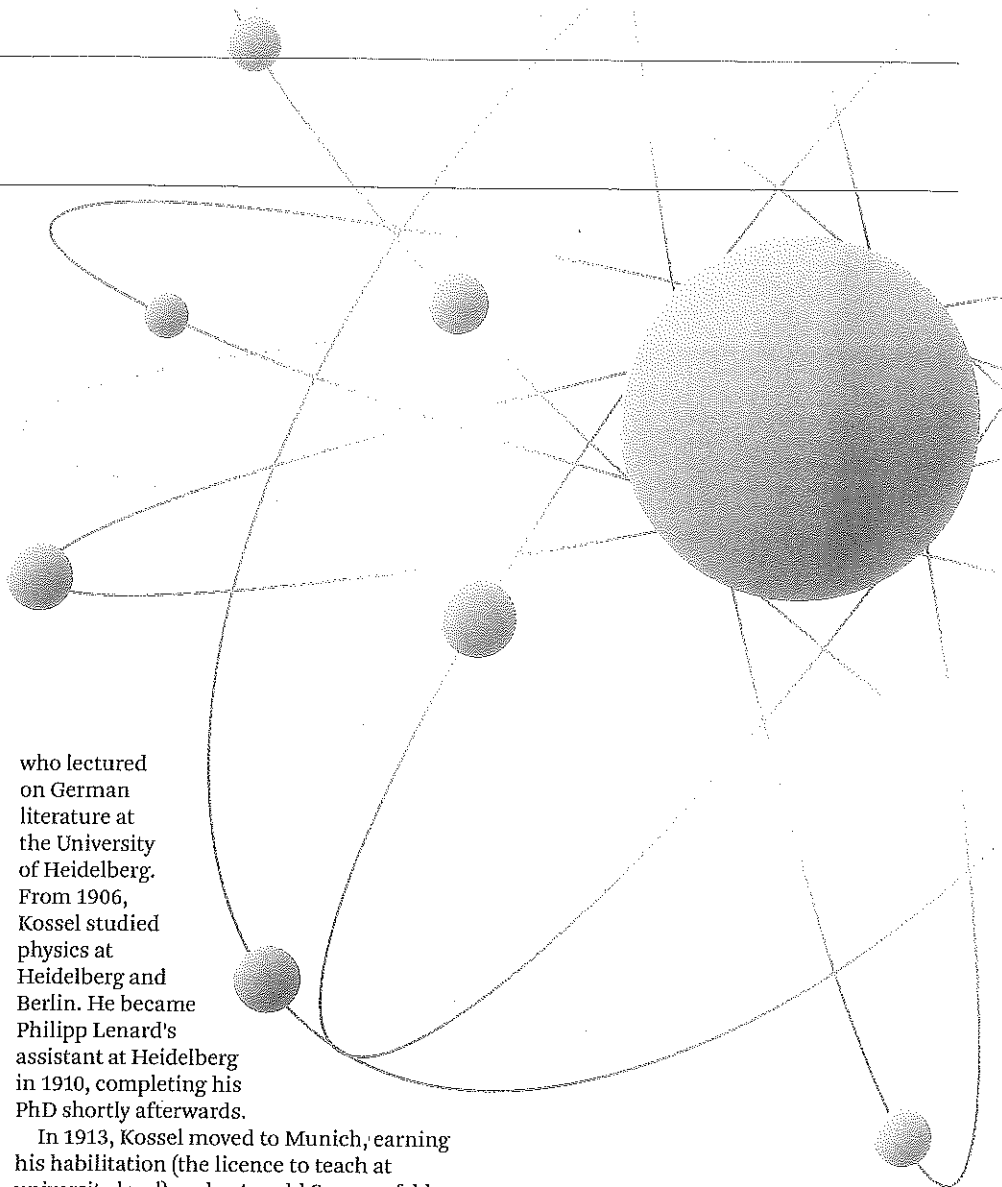 who lectured
on German
literature at
the University
of Heidelberg.
From 1906,
Kossel studied
physics at
Heidelberg and
Berlin. He became
Philipp Lenard's
assistant at Heidelberg
in 1910, completing his
PhD shortly afterwards.
In 1913, Kossel moved to Munich, earning
his habilitation (the licence to teach at